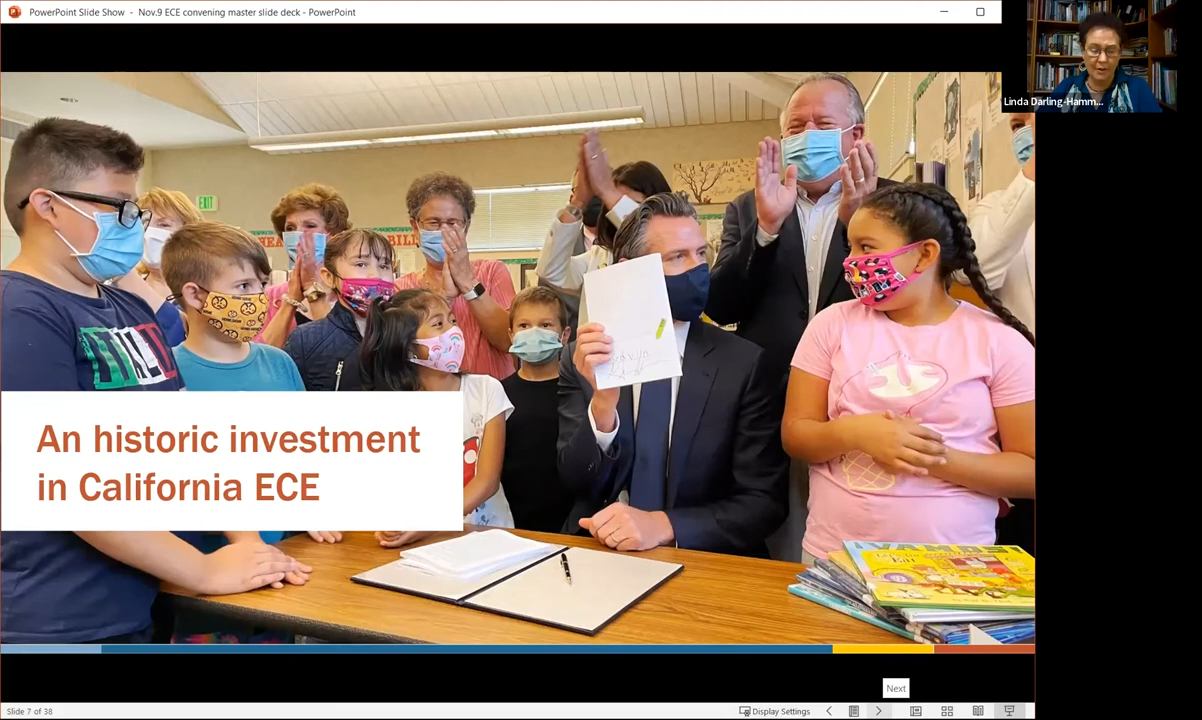 PowerPoint Slide Show - Nov.9 ECE convening master slide deck - PowerPoint
Linda Darling-Hamm...
EXIT
An historic investment
in California ECE
Eat
Next
Slide 7 of 38
Display Settings